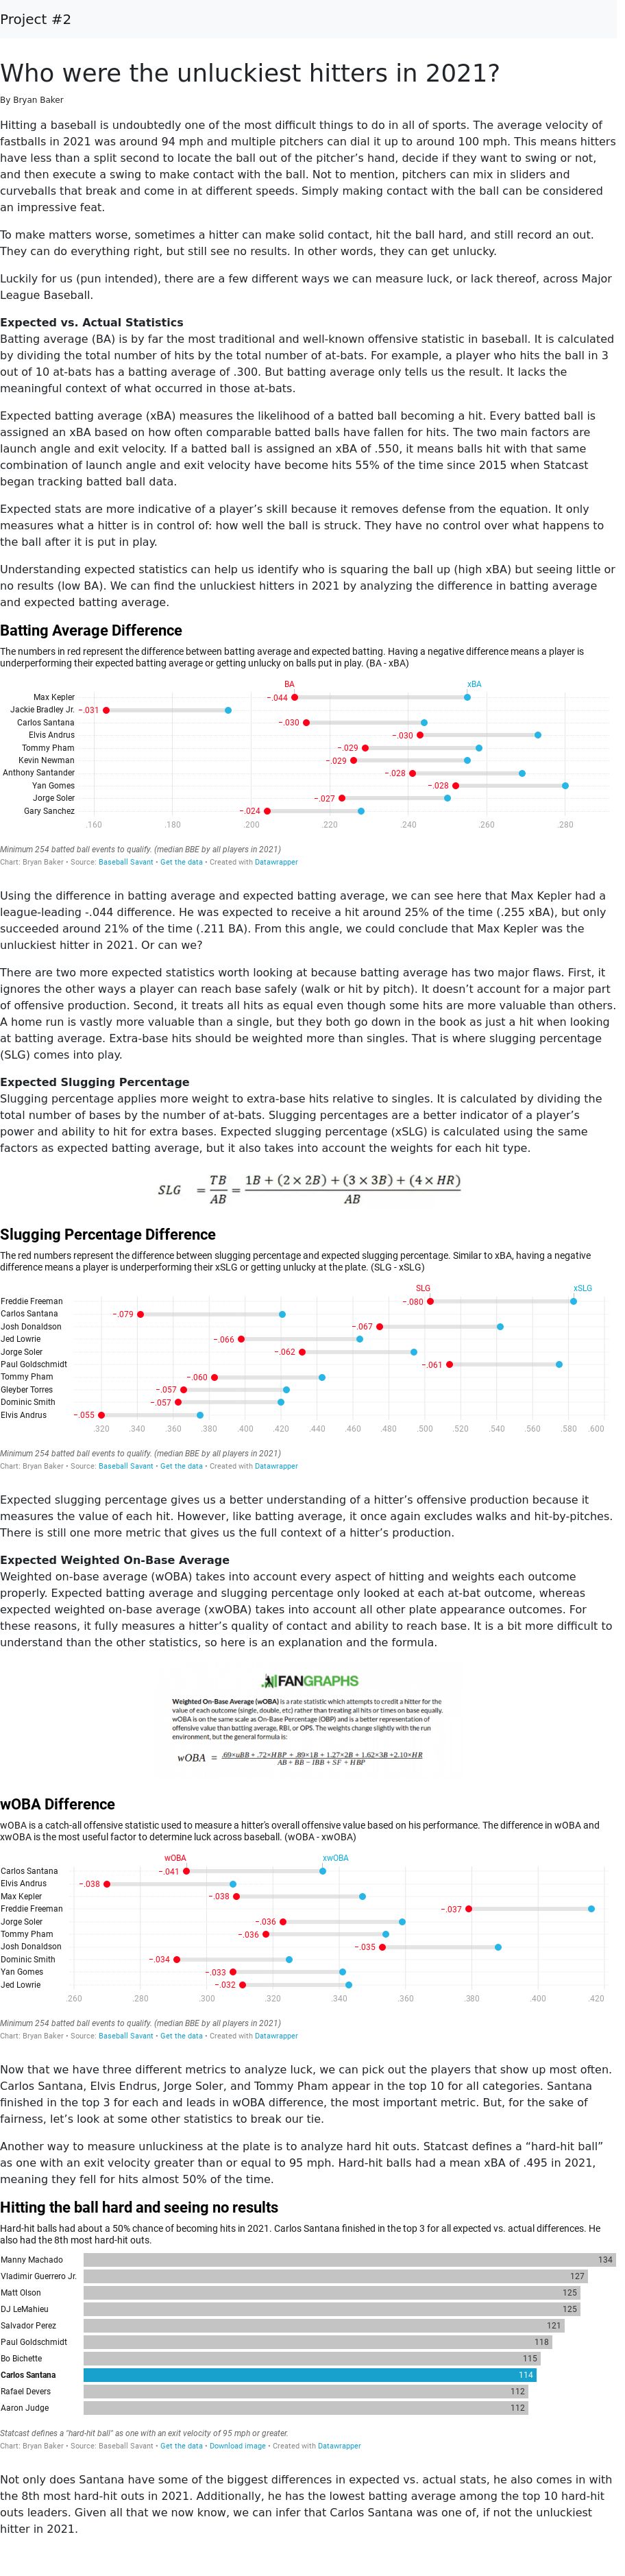 Project #2
Who were the unluckiest hitters in 2021?
By Bryan Baker
Hitting a baseball is undoubtedly one of the most difficult things to do in all of sports. The average velocity of
fastballs in 2021 was around 94 mph and multiple pitchers can dial it up to around 100 mph. This means hitters
have less than a split second to locate the ball out of the pitcher’s hand, decide if they want to swing or not,
and then execute a swing to make contact with the ball. Not to mention, pitchers can mix in sliders and
curveballs that break and come in at different speeds. Simply making contact with the ball can be considered
an impressive feat.
To make matters worse, sometimes a hitter can make solid contact, hit the ball hard, and still record an out.
They can do everything right, but still see no results. In other words, they can get unlucky.
Luckily for us (pun intended), there are a few different ways we can measure luck, or lack thereof, across Major
League Baseball.
Expected vs. Actual Statistics
Batting average (BA) is by far the most traditional and well-known offensive statistic in baseball. It is calculated
by dividing the total number of hits by the total number of at-bats. For example, a player who hits the ball in 3
out of 10 at-bats has a batting average of .300. But batting average only tells us the result. It lacks the
meaningful context of what occurred in those at-bats.
Expected batting average (xBA) measures the likelihood of a batted ball becoming a hit. Every batted ball is
assigned an xBA based on how often comparable batted balls have fallen for hits. The two main factors are
launch angle and exit velocity. If a batted ball is assigned an xBA of .550, it means balls hit with that same
combination of launch angle and exit velocity have become hits 55% of the time since 2015 when Statcast
began tracking batted ball data.
Expected stats are more indicative of a player’s skill because it removes defense from the equation. It only
measures what a hitter is in control of: how well the ball is struck. They have no control over what happens to
the ball after it is put in play.
Understanding expected statistics can help us identify who is squaring the ball up (high xBA) but seeing little or
no results (low BA). We can find the unluckiest hitters in 2021 by analyzing the difference in batting average
and expected batting average.
Batting Average Difference
The numbers in red represent the difference between batting average and expected batting. Having a negative difference means a player is
underperforming their expected batting average or getting unlucky on balls put in play. (BA - xBA)
BA xBA
Max Kepler −.044
Jackie Bradley Jr. −.031
Carlos Santana −.030
Elvis Andrus −.030
Tommy Pham −.029
Kevin Newman −.029
Anthony Santander −.028
Yan Gomes −.028
Jorge Soler −.027
Gary Sanchez −.024
.160 .180 .200 .220 .240 .260 .280
Minimum 254 batted ball events to qualify. (median BBE by all players in 2021)
Chart: Bryan Baker • Source: Baseball Savant • Get the data • Created with Datawrapper
Using the difference in batting average and expected batting average, we can see here that Max Kepler had a
league-leading -.044 difference. He was expected to receive a hit around 25% of the time (.255 xBA), but only
succeeded around 21% of the time (.211 BA). From this angle, we could conclude that Max Kepler was the
unluckiest hitter in 2021. Or can we?
There are two more expected statistics worth looking at because batting average has two major flaws. First, it
ignores the other ways a player can reach base safely (walk or hit by pitch). It doesn’t account for a major part
of offensive production. Second, it treats all hits as equal even though some hits are more valuable than others.
A home run is vastly more valuable than a single, but they both go down in the book as just a hit when looking
at batting average. Extra-base hits should be weighted more than singles. That is where slugging percentage
(SLG) comes into play.
Expected Slugging Percentage
Slugging percentage applies more weight to extra-base hits relative to singles. It is calculated by dividing the
total number of bases by the number of at-bats. Slugging percentages are a better indicator of a player’s
power and ability to hit for extra bases. Expected slugging percentage (xSLG) is calculated using the same
factors as expected batting average, but it also takes into account the weights for each hit type.
SLG = TB/AB = 1B + (2 × 2B) + (3 × 3B) + (4 × HR)/AB
Slugging Percentage Difference
The red numbers represent the difference between slugging percentage and expected slugging percentage. Similar to xBA, having a negative
difference means a player is underperforming their xSLG or getting unlucky at the plate. (SLG - xSLG)
SLG xSLG
Freddie Freeman −.080
Carlos Santana −.079
Josh Donaldson −.067
Jed Lowrie −.066
Jorge Soler −.062
Paul Goldschmidt −.061
Tommy Pham −.060
Gleyber Torres −.057
Dominic Smith −.057
Elvis Andrus −.055
.320 .340 .360 .380 .400 .420 .440 .460 .480 .500 .520 .540 .560 .580 .600
Minimum 254 batted ball events to qualify. (median BBE by all players in 2021)
Chart: Bryan Baker • Source: Baseball Savant • Get the data • Created with Datawrapper
Expected slugging percentage gives us a better understanding of a hitter’s offensive production because it
measures the value of each hit. However, like batting average, it once again excludes walks and hit-by-pitches.
There is still one more metric that gives us the full context of a hitter’s production.
Expected Weighted On-Base Average
Weighted on-base average (wOBA) takes into account every aspect of hitting and weights each outcome
properly. Expected batting average and slugging percentage only looked at each at-bat outcome, whereas
expected weighted on-base average (xwOBA) takes into account all other plate appearance outcomes. For
these reasons, it fully measures a hitter’s quality of contact and ability to reach base. It is a bit more difficult to
understand than the other statistics, so here is an explanation and the formula.
FANGRAPHS
Weighted On-Base Average (wOBA) is a rate statistic which attempts to credit a hitter for the
value of each outcome (single, double, etc) rather than treating all hits or times on base equally.
wOBA is on the same scale as On-Base Percentage (OBP) and is a better representation of
offensive value than batting average, RBI, or OPS. The weights change slightly with the run
environment, but the general formula is:
wOBA = .69×uBB + .72×HBP + .89×1B + 1.27×2B + 1.62×3B +2.10×HR/AB + BB − IBB + SF + HBP
wOBA Difference
wOBA is a catch-all offensive statistic used to measure a hitter's overall offensive value based on his performance. The difference in wOBA and
xwOBA is the most useful factor to determine luck across baseball. (wOBA - xwOBA)
wOBA xwOBA
Carlos Santana −.041
Elvis Andrus −.038
Max Kepler −.038
Freddie Freeman −.037
Jorge Soler −.036
Tommy Pham −.036
Josh Donaldson −.035
Dominic Smith −.034
Yan Gomes −.033
Jed Lowrie −.032
.260 .280 .300 .320 .340 .360 .380 .400 .420
Minimum 254 batted ball events to qualify. (median BBE by all players in 2021)
Chart: Bryan Baker • Source: Baseball Savant • Get the data • Created with Datawrapper
Now that we have three different metrics to analyze luck, we can pick out the players that show up most often.
Carlos Santana, Elvis Endrus, Jorge Soler, and Tommy Pham appear in the top 10 for all categories. Santana
finished in the top 3 for each and leads in wOBA difference, the most important metric. But, for the sake of
fairness, let’s look at some other statistics to break our tie.
Another way to measure unluckiness at the plate is to analyze hard hit outs. Statcast defines a “hard-hit ball”
as one with an exit velocity greater than or equal to 95 mph. Hard-hit balls had a mean xBA of .495 in 2021,
meaning they fell for hits almost 50% of the time.
Hitting the ball hard and seeing no results
Hard-hit balls had about a 50% chance of becoming hits in 2021. Carlos Santana finished in the top 3 for all expected vs. actual differences. He
also had the 8th most hard-hit outs.
Manny Machado 134
Vladimir Guerrero Jr. 127
Matt Olson 125
DJ LeMahieu 125
Salvador Perez 121
Paul Goldschmidt 118
Bo Bichette 115
Carlos Santana 114
Rafael Devers 112
Aaron Judge 112
Statcast defines a "hard-hit ball" as one with an exit velocity of 95 mph or greater.
Chart: Bryan Baker • Source: Baseball Savant • Get the data • Download image • Created with Datawrapper
Not only does Santana have some of the biggest differences in expected vs. actual stats, he also comes in with
the 8th most hard-hit outs in 2021. Additionally, he has the lowest batting average among the top 10 hard-hit
outs leaders. Given all that we now know, we can infer that Carlos Santana was one of, if not the unluckiest
hitter in 2021.